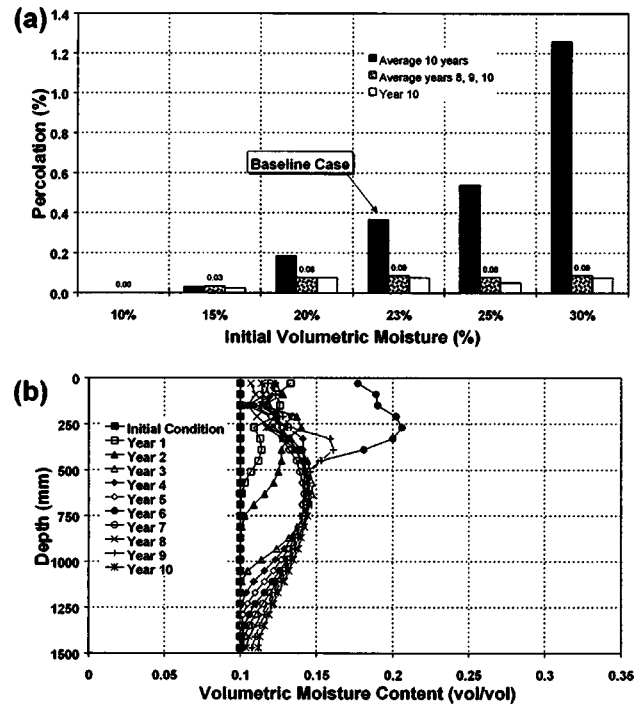 (a)
1.4
1.2
1.0
0.8
0.6
0.4
0.2
0.0
Percolation (%)
Average 10 years
Average years 8, 9, 10
Year 10
Baseline Case
0.00
0.03
0.08
0.09
0.08
0.09
10%
15%
20%
23%
25%
30%
Initial Volumetric Moisture (%)
(b)
0
250
500
750
1000
1250
1500
Depth (mm)
Initial Condition
Year 1
Year 2
Year 3
Year 4
Year 5
Year 6
Year 7
Year 8
Year 9
Year 10
0
0.05
0.1
0.15
0.2
0.25
0.3
0.35
Volumetric Moisture Content (vol/vol)